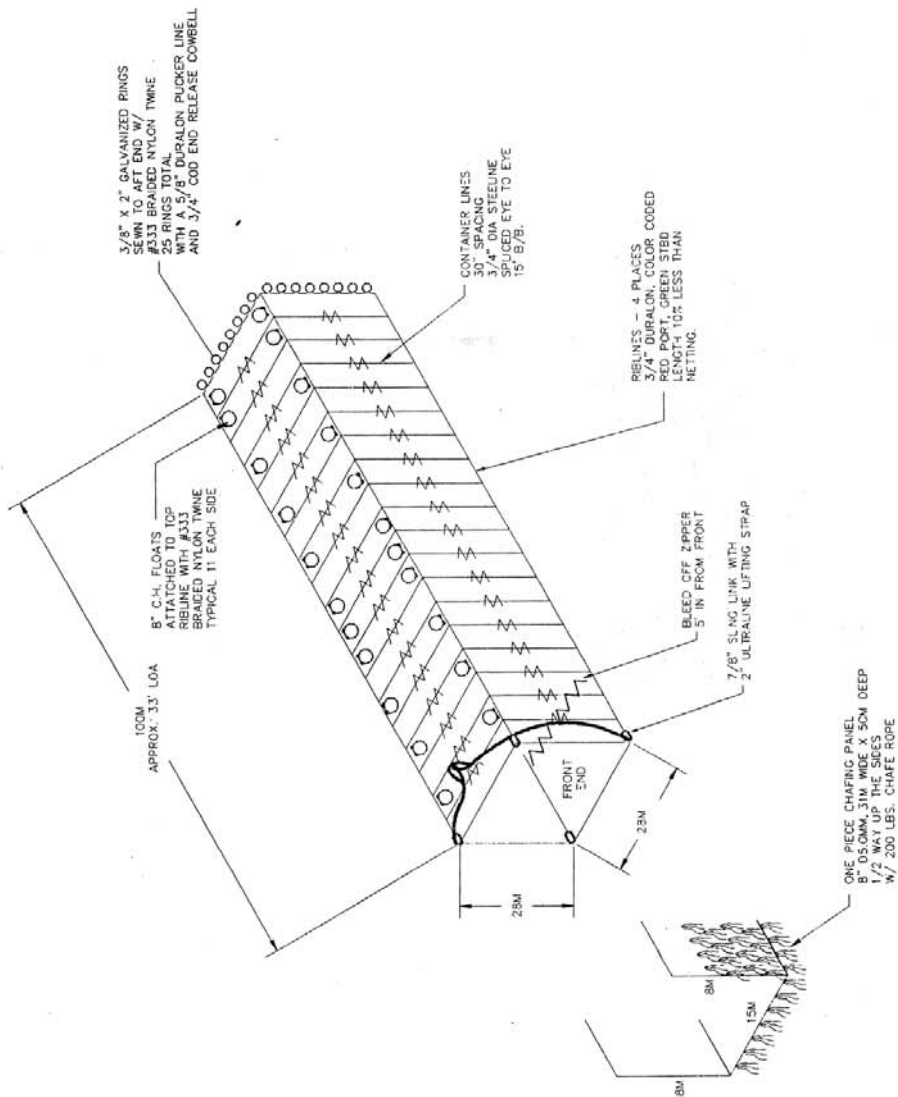 3/8" X 2" GALVANIZED RINGS
SEWN TO AFT END W/
#333 BRAIDED NYLON TWINE
25 RINGS TOTAL
WITH A 5/8" DURALON PUCKER LINE
AND 3/4" COD END RELEASE COWBELL
8" C.H. FLOATS
ATTATCHED TO TOP
RIBLINE WITH #333
BRAIDED NYLON TWINE
TYPICAL 11 EACH SIDE
100M
APPROX: 33' LOA
CONTAINER LINES
30" SPACING
3/4" DIA STEELINE
SPLICED EYE TO EYE
15' B/B.
RIBLINES - 4 PLACES
3/4" DURALON, COLOR CODED
RED PORT, GREEN STBD
LENGTH 10% LESS THAN
NETTING.
BLEED OFF ZIPPER
5' IN FROM FRONT
7/8" SLING LINK WITH
2" ULTRALINE LIFTING STRAP
FRONT
END
28M
28M
ONE PIECE CHAFING PANEL
8" D5.0MM, 31M WIDE X 50M DEEP
1/2 WAY UP THE SIDES
W/ 200 LBS. CHAFE ROPE
8M
15M
8M